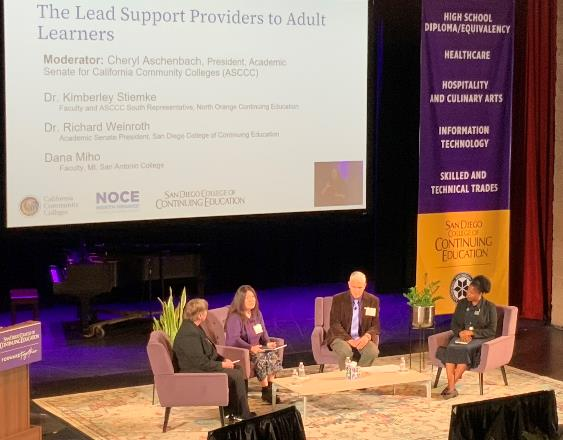 The Lead Support Providers to Adult
Learners
Moderator: Cheryl Aschenbach, President, Academic
Senate for California Community Colleges (ASCCC)
Dr. Kimberley Stiemke
Faculty and ASCCC South Representative, North Orange Continuing Education
Dr. Richard Weinroth
Academic Senate President, San Diego College of Continuing Education
Dana Miho
Faculty, Mt. San Antonio College
California
Community
Colleges
NOCE
SAN DIEGO COLLEGE OF
CONTINUING EDUCATION
HIGH SCHOOL
DIPLOMA/EQUIVALENCY
HEALTHCARE
HOSPITALITY
AND CULINARY ARTS
INFORMATION
TECHNOLOGY
SKILLED AND
TECHNICAL TRADES
SAN DIEGO
COLLEGE OF
CONTINUING
EDUCATION
SAN DIEGO COLLEGE OF
CONTINUING EDUCATION
FORWARD Together